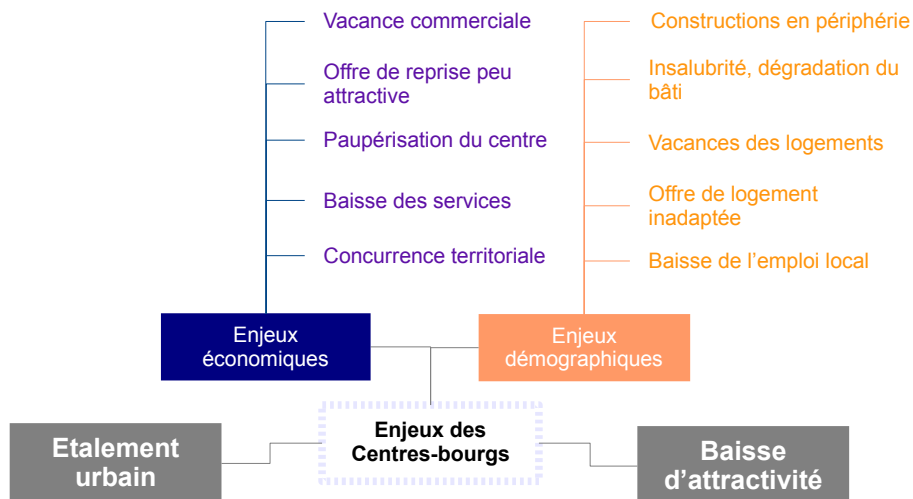 Vacance commerciale
Offre de reprise peu
attractive
Paupérisation du centre
Baisse des services
Concurrence territoriale
Constructions en périphérie
Insalubrité, dégradation du
bâti
Vacances des logements
Offre de logement
inadaptée
Baisse de l’emploi local
Enjeux
économiques
Enjeux
démographiques
Etalement
urbain
Enjeux des
Centres-bourgs
Baisse
d’attractivité